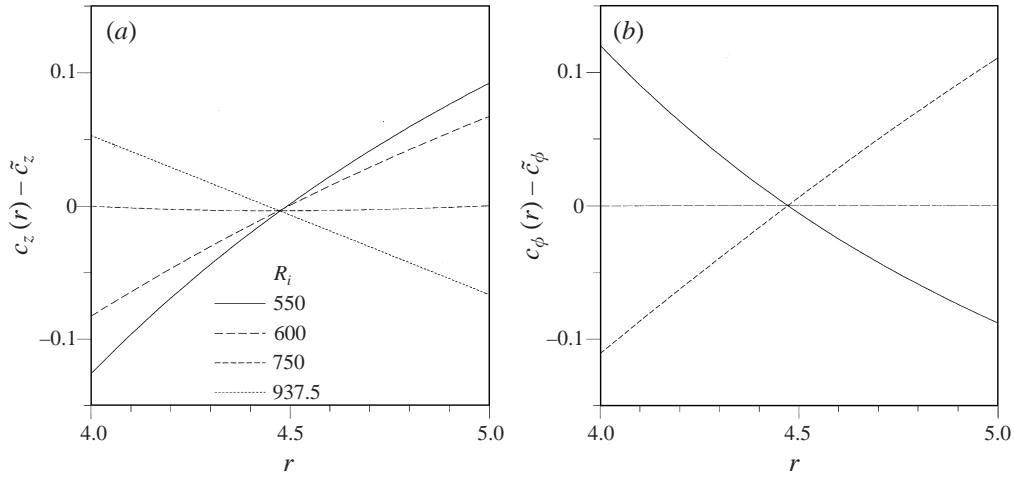 (a)
0.1
0
–0.1
c_z (r) – c̃_z
R_i
550
600
750
937.5
4.0 4.5 5.0
r
(b)
0.1
0
–0.1
c_ϕ (r) – c̃_ϕ
4.0 4.5 5.0
r